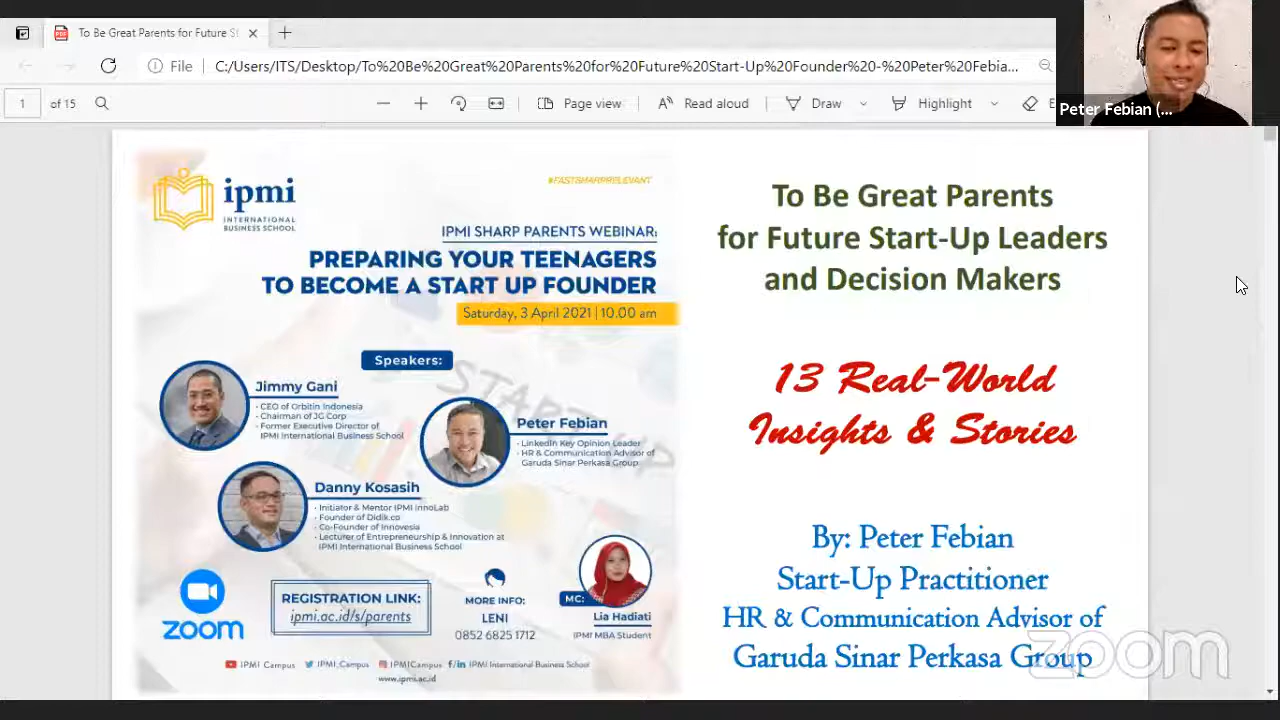 To Be Great Parents for Future St
File
C:/Users/ITS/Desktop/To%20Be%20Great%20Parents%20for%20Future%20Start-Up%20Founder%20-%20Peter%20Febia...
1 of 15
Page view
Read aloud
Draw
Highlight
E
Peter Febian (...
ipmi
INTERNATIONAL
BUSINESS SCHOOL
#FASTSHARPRELEVANT
IPMI SHARP PARENTS WEBINAR:
PREPARING YOUR TEENAGERS
TO BECOME A START UP FOUNDER
Saturday, 3 April 2021 | 10.00 am
Speakers:
START UP
Jimmy Gani
- CEO of Orbitin Indonesia
- Chairman of JG Corp
- Former Executive Director of
IPMI International Business School
Peter Febian
- LinkedIn Key Opinion Leader
- HR & Communication Advisor of
Garuda Sinar Perkasa Group
Danny Kosasih
- Initiator & Mentor IPMI InnoLab
- Founder of Didik.co
- Co-Founder of Innovesia
- Lecturer of Entrepreneurship & Innovation at
IPMI International Business School
zoom
REGISTRATION LINK:
ipmi.ac.id/s/parents
MORE INFO:
LENI
0852 6825 1712
MC:
Lia Hadiati
IPMI MBA Student
IPMI Campus
IPMI_Campus
IPMICampus
f/in IPMI International Business School
www.ipmi.ac.id
To Be Great Parents
for Future Start-Up Leaders
and Decision Makers
13 Real-World
Insights & Stories
By: Peter Febian
Start-Up Practitioner
HR & Communication Advisor of
Garuda Sinar Perkasa Group
zoom